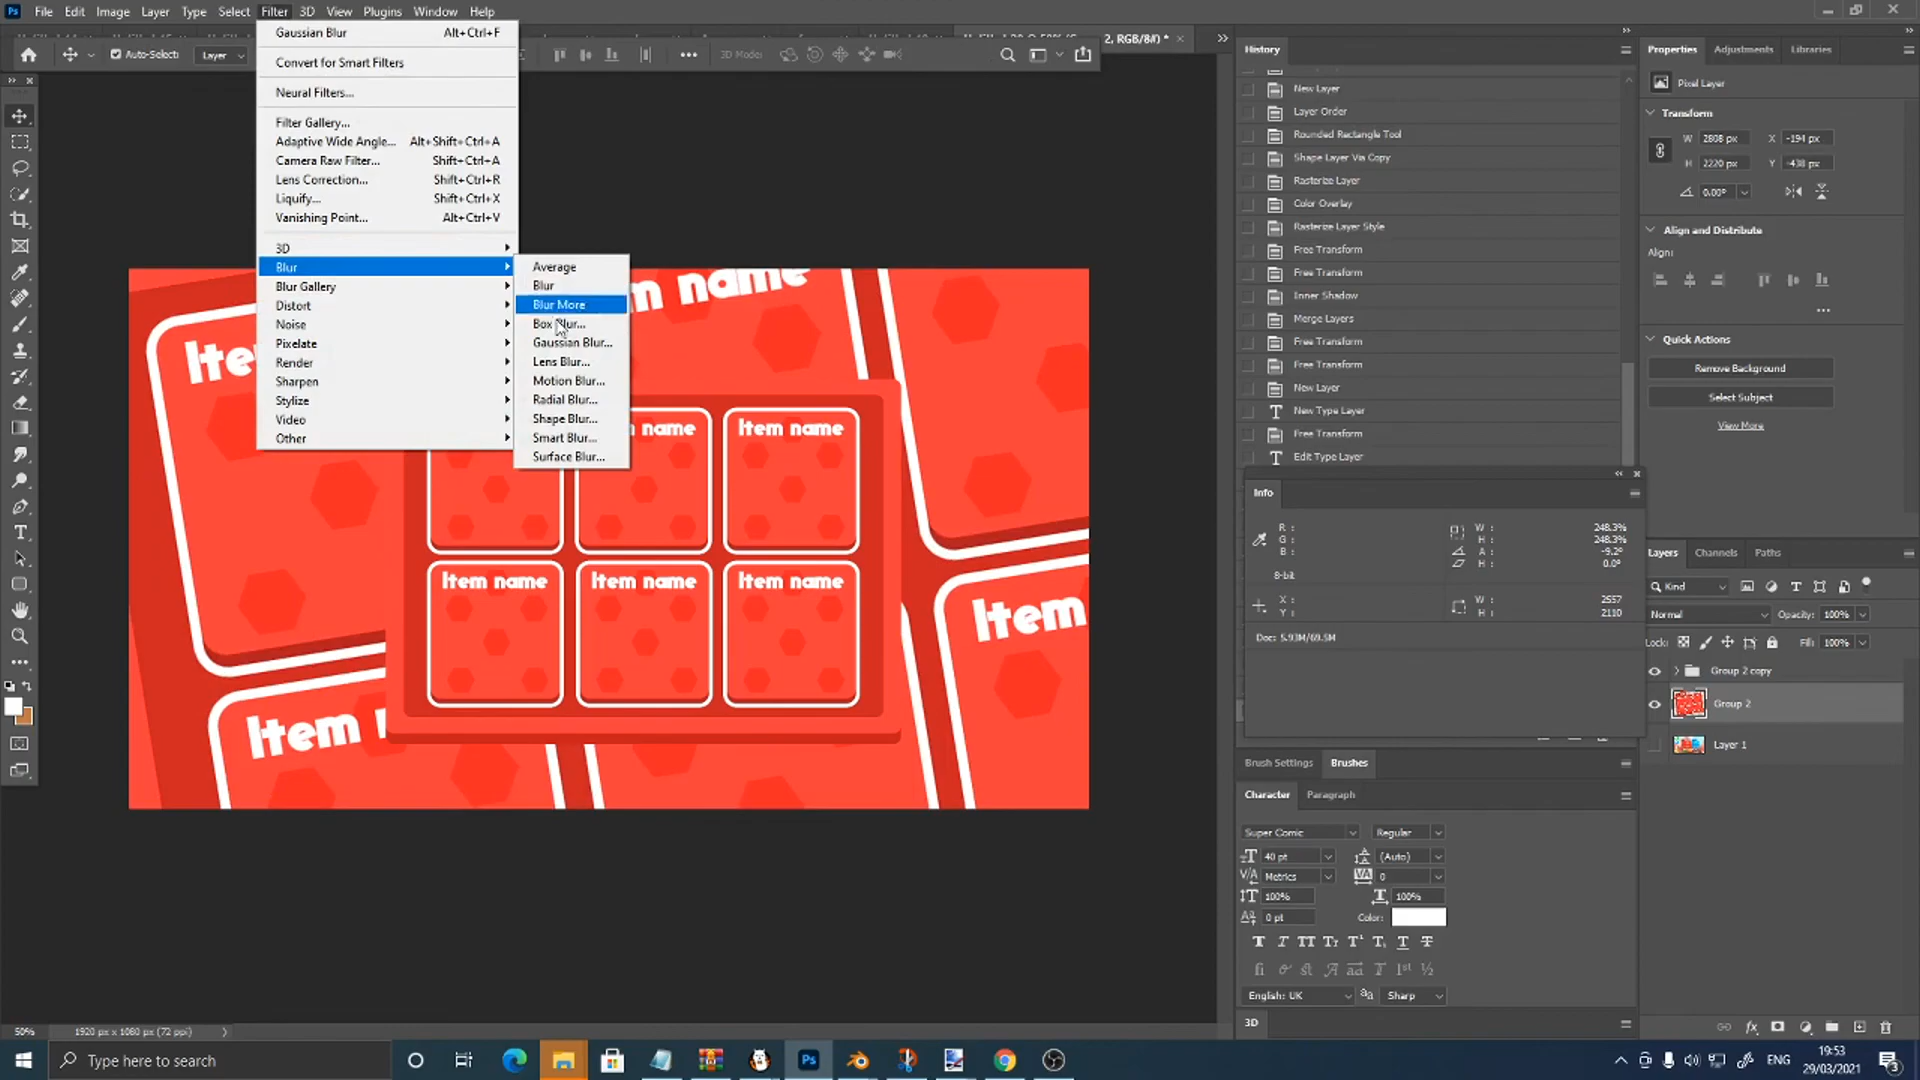 File Edit Image Layer Type Select Filter 3D View Plugins Window Help
Auto-Select: Layer 3D Mode:
2, RGB/8#) *
Gaussian Blur Alt+Ctrl+F
Convert for Smart Filters
Neural Filters...
Filter Gallery...
Adaptive Wide Angle... Alt+Shift+Ctrl+A
Camera Raw Filter... Shift+Ctrl+A
Lens Correction... Shift+Ctrl+R
Liquify... Shift+Ctrl+X
Vanishing Point... Alt+Ctrl+V
3D
Blur
Blur Gallery
Distort
Noise
Pixelate
Render
Sharpen
Stylize
Video
Other
Average
Blur
Blur More
Box Blur...
Gaussian Blur...
Lens Blur...
Motion Blur...
Radial Blur...
Shape Blur...
Smart Blur...
Surface Blur...
m name
Ite
name Item name
Item name Item name Item name
Item
Item
50% 1920 px x 1080 px (72 ppi)
History
New Layer
Layer Order
Rounded Rectangle Tool
Shape Layer Via Copy
Rasterize Layer
Color Overlay
Rasterize Layer Style
Free Transform
Free Transform
Inner Shadow
Merge Layers
Free Transform
Free Transform
New Layer
New Type Layer
Free Transform
Edit Type Layer
Info
R : W : 248.3%
G : H : 248.3%
B : A : -9.2°
0.0°
8-bit
X : W : 2557
Y : H : 2110
Doc: 5.93M/69.5M
Brush Settings Brushes
Character Paragraph
Super Comic Regular
40 pt (Auto)
Metrics 0
100% 100%
0 pt Color:
English: UK Sharp
3D
Properties Adjustments Libraries
Pixel Layer
Transform
W 2808 px X -194 px
H 2220 px Y -438 px
0.00°
Align and Distribute
Align:
Quick Actions
Remove Background
Select Subject
View More
Layers Channels Paths
Kind
Normal Opacity: 100%
Lock: Fill: 100%
Group 2 copy
Group 2
Layer 1
Type here to search
ENG
19:53
29/03/2021
3